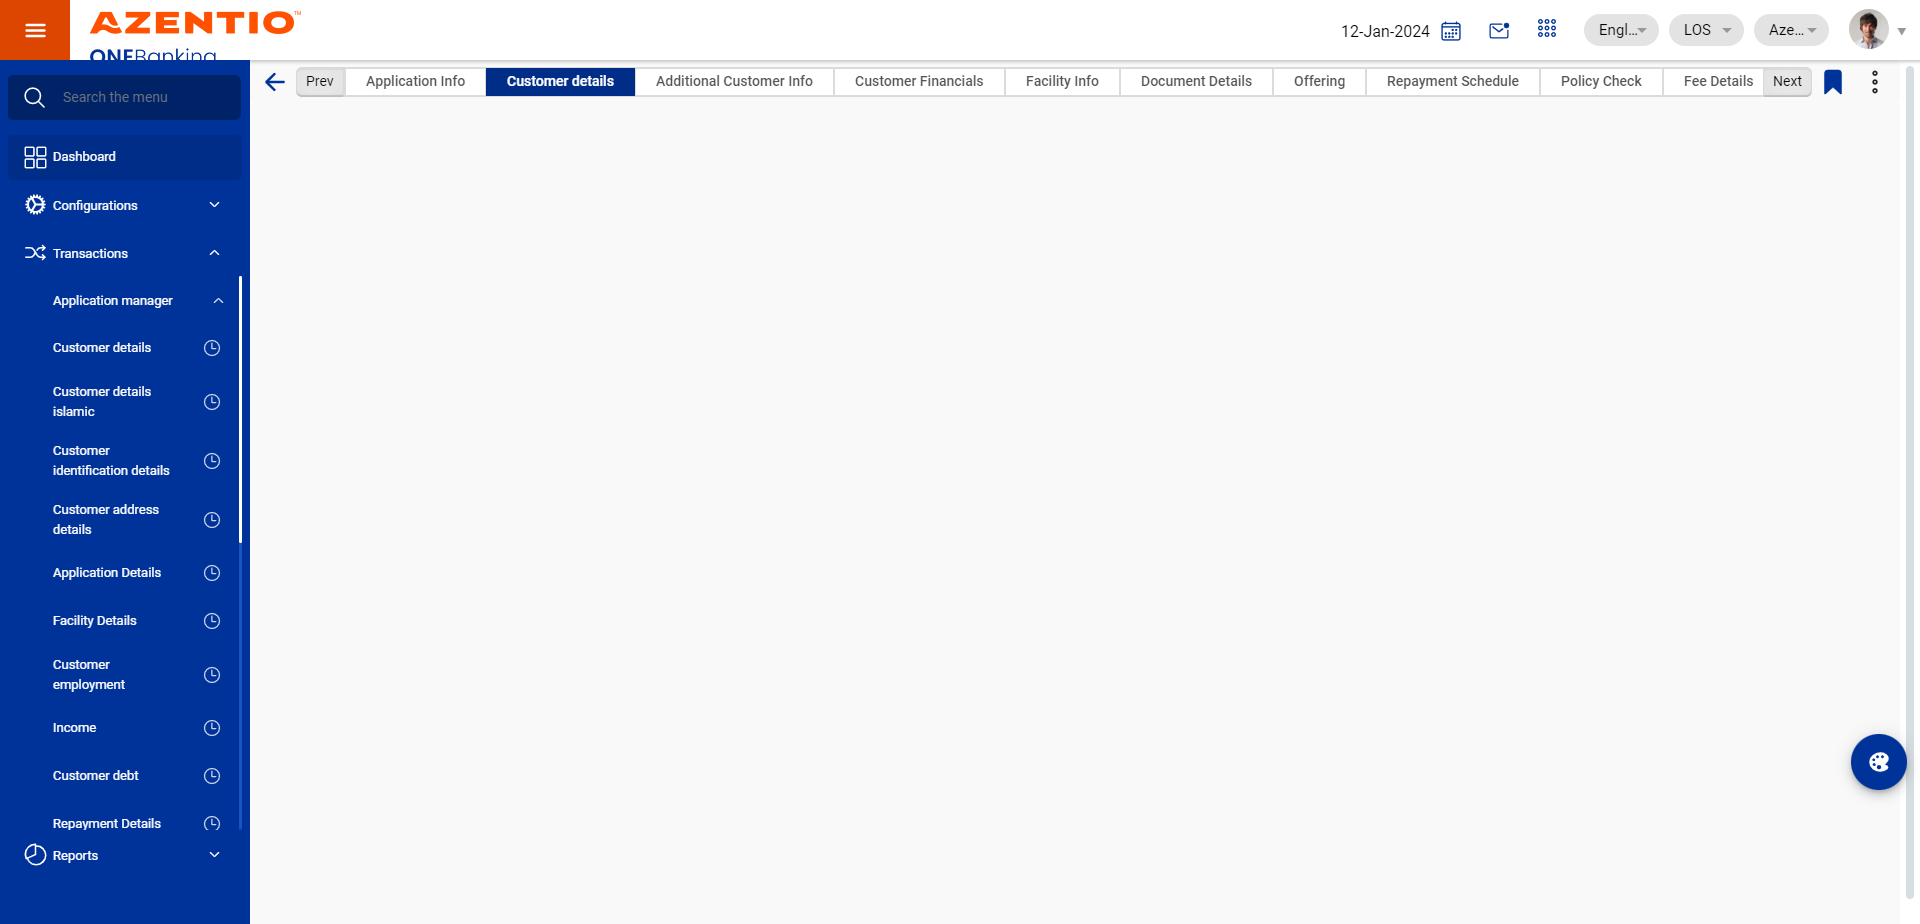 AZENTIO™
ONEBanking
12-Jan-2024
Engl...
LOS
Aze...
Search the menu
Prev
Application Info
Customer details
Additional Customer Info
Customer Financials
Facility Info
Document Details
Offering
Repayment Schedule
Policy Check
Fee Details
Next
Dashboard
Configurations
Transactions
Application manager
Customer details
Customer details
islamic
Customer
identification details
Customer address
details
Application Details
Facility Details
Customer
employment
Income
Customer debt
Repayment Details
Reports